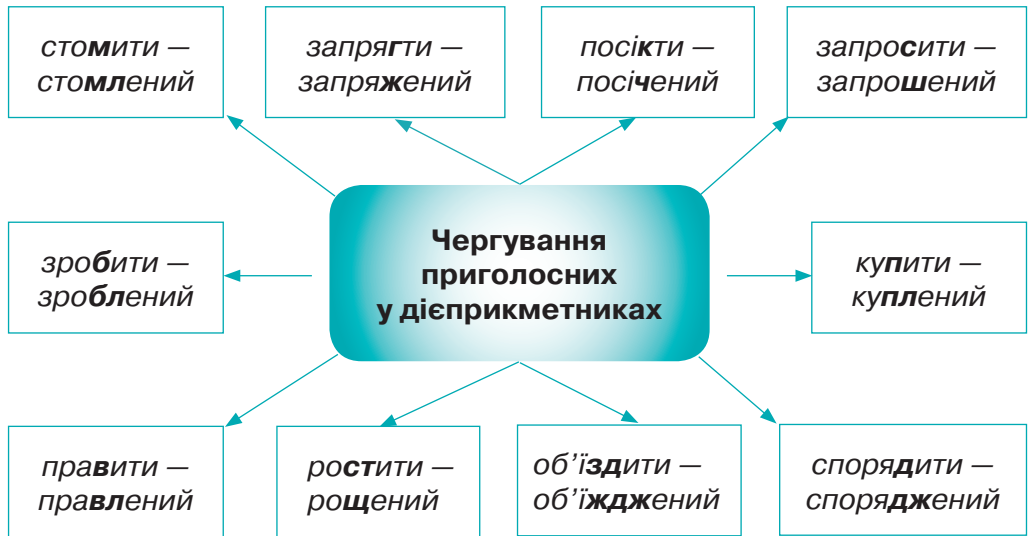 стомити —
стомлений
запрягти —
запряжений
посікти —
посічений
запросити —
запрошений
зробити —
зроблений
Чергування
приголосних
у дієприкметниках
купити —
куплений
правити —
правлений
ростити —
рощений
об’їздити —
об’їжджений
спорядити —
споряджений